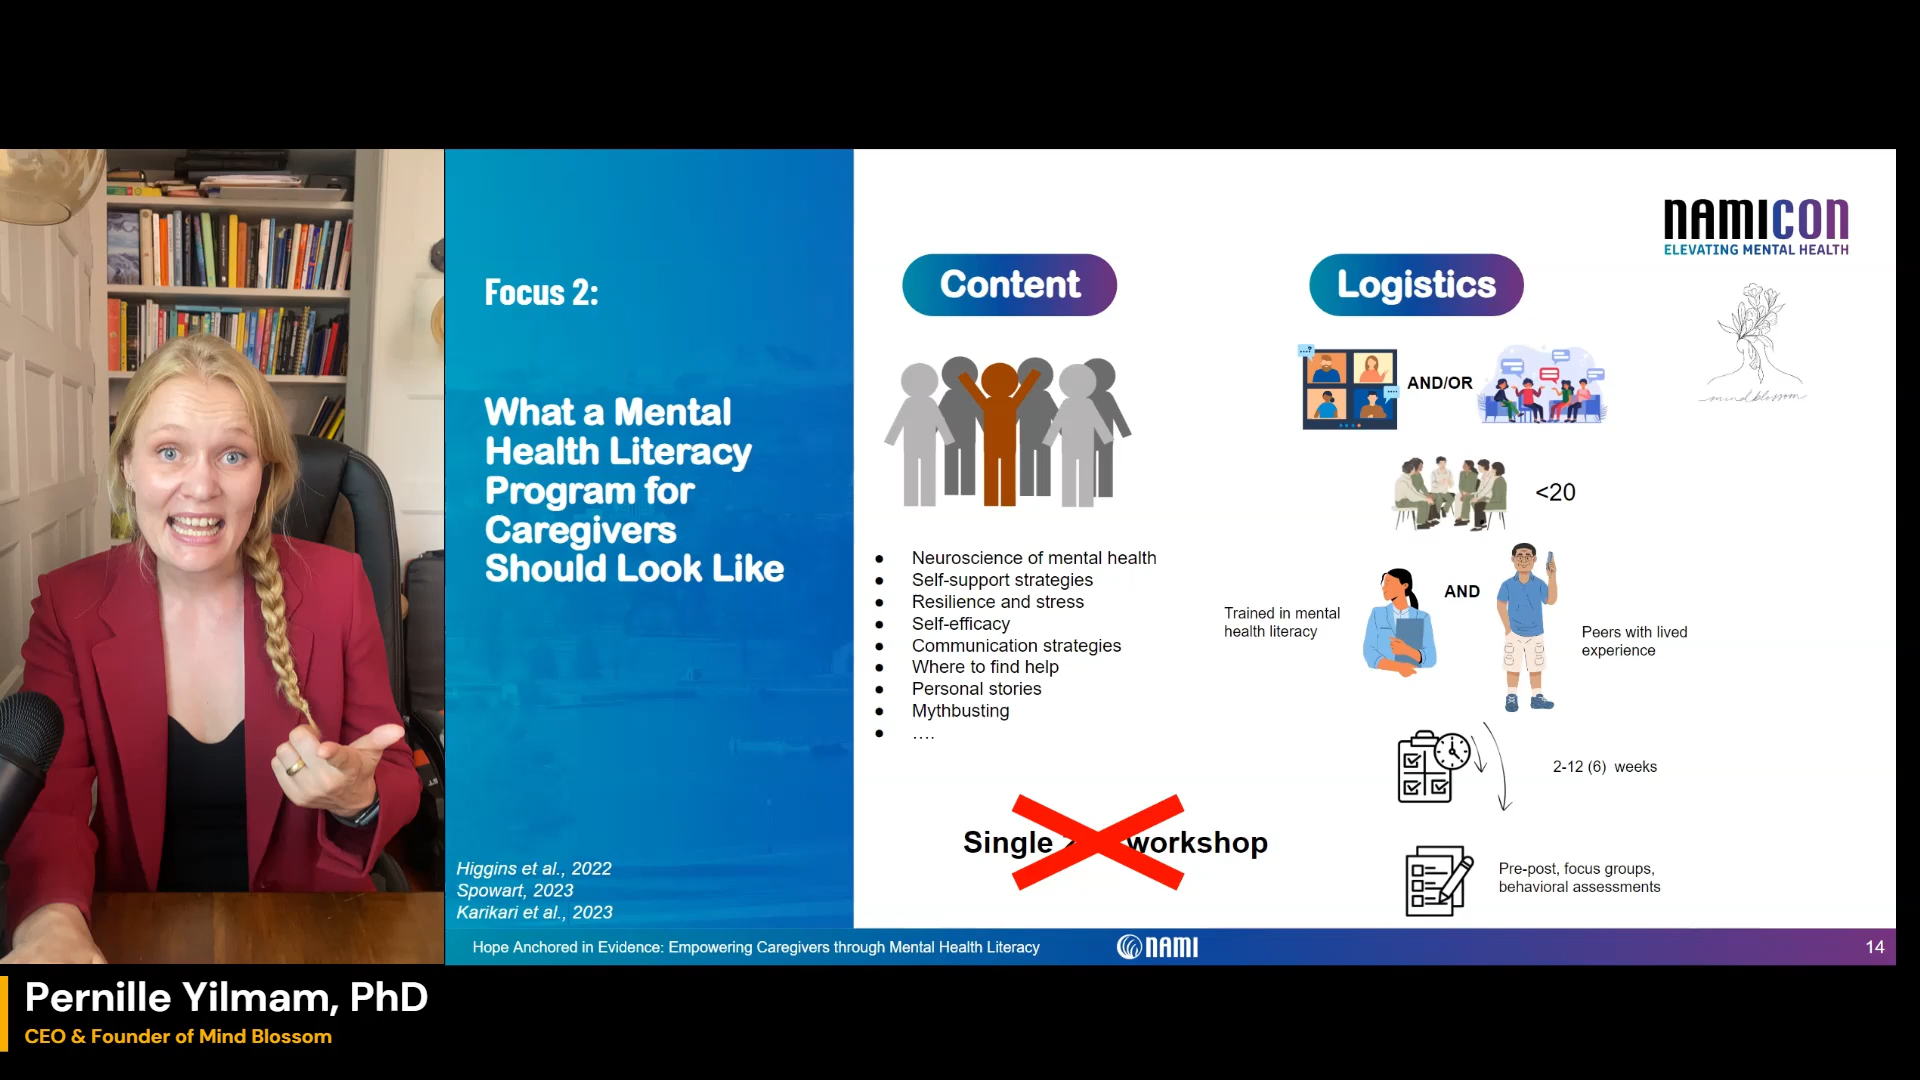 Focus 2:
What a Mental
Health Literacy
Program for
Caregivers
Should Look Like
Higgins et al., 2022
Spowart, 2023
Karikari et al., 2023
Content
Neuroscience of mental health
Self-support strategies
Resilience and stress
Self-efficacy
Communication strategies
Where to find help
Personal stories
Mythbusting
....
Single workshop
Logistics
AND/OR
<20
Trained in mental
health literacy
AND
Peers with lived
experience
2-12 (6) weeks
Pre-post, focus groups,
behavioral assessments
NAMICON
ELEVATING MENTAL HEALTH
mindblossom
Hope Anchored in Evidence: Empowering Caregivers through Mental Health Literacy
NAMI
14
Pernille Yilmam, PhD
CEO & Founder of Mind Blossom